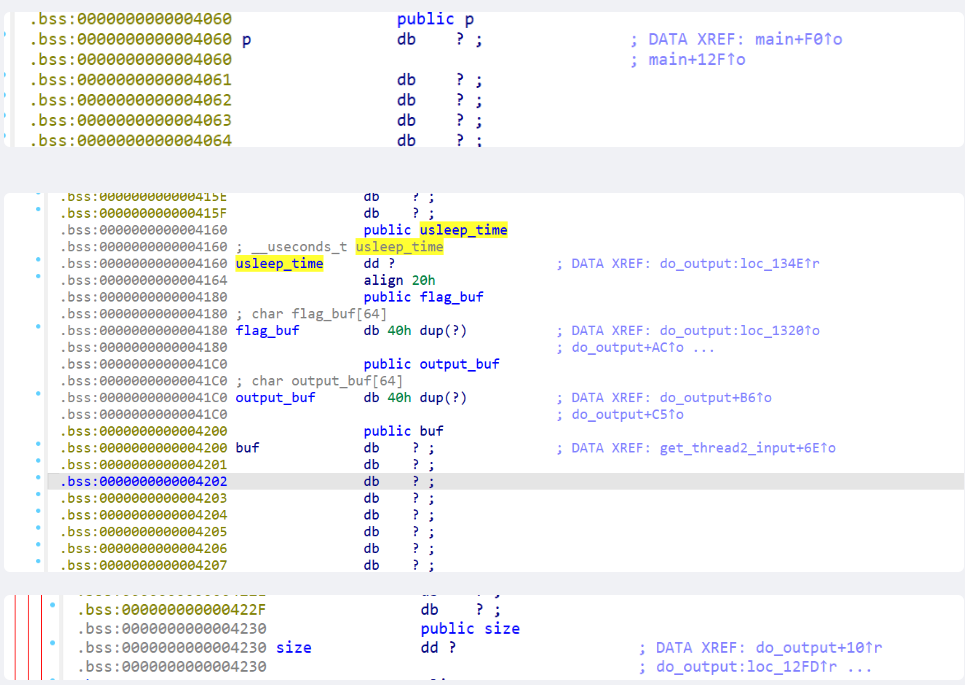 .bss:0000000000004060 public p
.bss:0000000000004060 p db ? ; ; DATA XREF: main+F0↑o
.bss:0000000000004060 ; main+12F↑o
.bss:0000000000004061 db ? ;
.bss:0000000000004062 db ? ;
.bss:0000000000004063 db ? ;
.bss:0000000000004064 db ? ;
.bss:000000000000415E db ? ;
.bss:000000000000415F db ? ;
.bss:0000000000004160 public usleep_time
.bss:0000000000004160 ; __useconds_t usleep_time
.bss:0000000000004160 usleep_time dd ? ; DATA XREF: do_output:loc_134E↑r
.bss:0000000000004164 align 20h
.bss:0000000000004180 public flag_buf
.bss:0000000000004180 ; char flag_buf[64]
.bss:0000000000004180 flag_buf db 40h dup(?) ; DATA XREF: do_output:loc_1320↑o
.bss:0000000000004180 ; do_output+AC↑o ...
.bss:00000000000041C0 public output_buf
.bss:00000000000041C0 ; char output_buf[64]
.bss:00000000000041C0 output_buf db 40h dup(?) ; DATA XREF: do_output+B6↑o
.bss:00000000000041C0 ; do_output+C5↑o
.bss:0000000000004200 public buf
.bss:0000000000004200 buf db ? ; ; DATA XREF: get_thread2_input+6E↑o
.bss:0000000000004201 db ? ;
.bss:0000000000004202 db ? ;
.bss:0000000000004203 db ? ;
.bss:0000000000004204 db ? ;
.bss:0000000000004205 db ? ;
.bss:0000000000004206 db ? ;
.bss:0000000000004207 db ? ;
.bss:000000000000422F db ? ;
.bss:0000000000004230 public size
.bss:0000000000004230 size dd ? ; DATA XREF: do_output+10↑r
.bss:0000000000004230 ; do_output:loc_12FD↑r ...